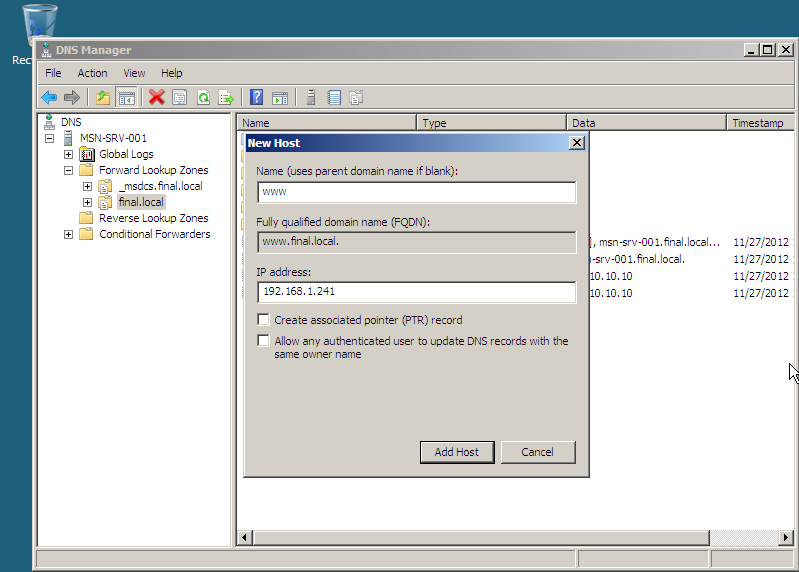 Rec
DNS Manager
File Action View Help
Name Type Data Timestamp
DNS
MSN-SRV-001
Global Logs
Forward Lookup Zones
_msdcs.final.local
final.local
Reverse Lookup Zones
Conditional Forwarders
New Host
Name (uses parent domain name if blank):
www
Fully qualified domain name (FQDN):
www.final.local.
IP address:
192.168.1.241
Create associated pointer (PTR) record
Allow any authenticated user to update DNS records with the
same owner name
Add Host Cancel
], msn-srv-001.final.local... 11/27/2012
-srv-001.final.local. 11/27/2012
10.10.10 11/27/2012
10.10.10 11/27/2012